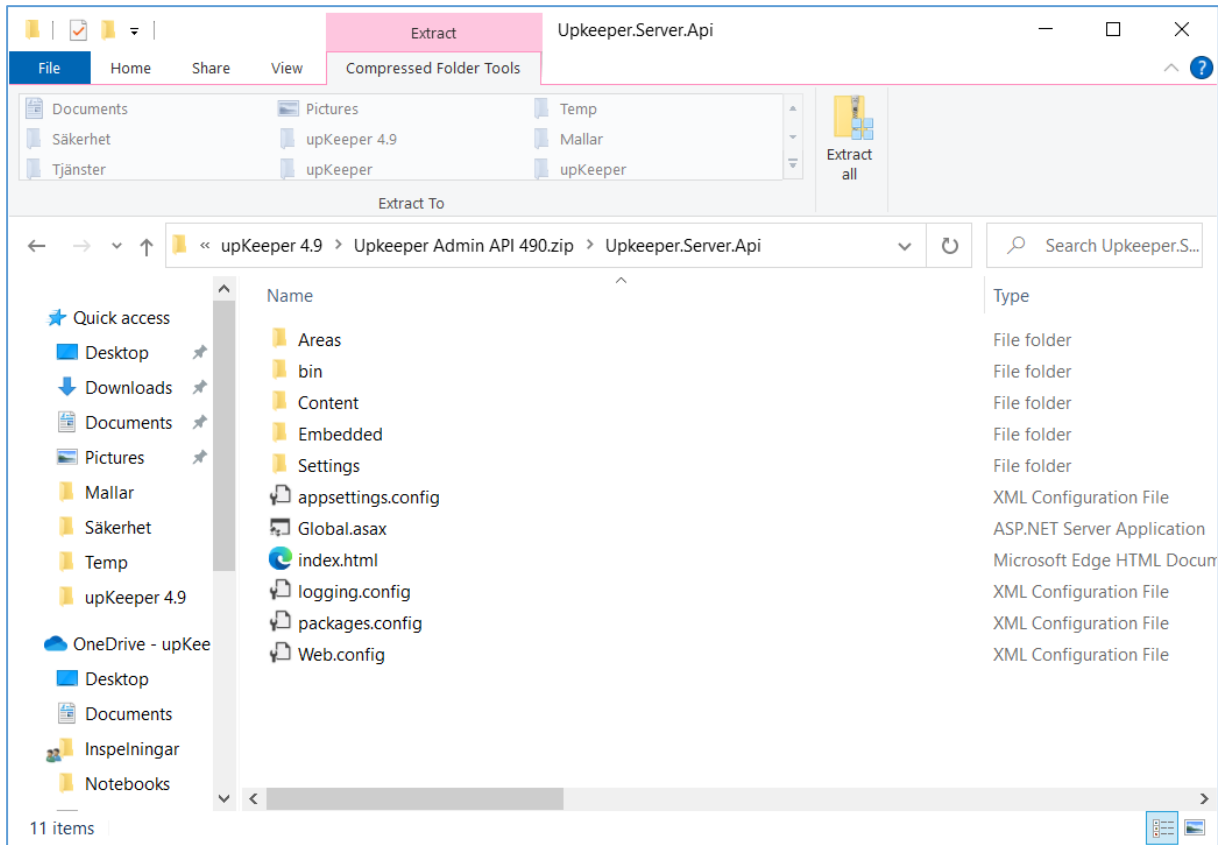 Extract Upkeeper.Server.Api
File Home Share View Compressed Folder Tools ?
Documents Pictures Temp
Säkerhet upKeeper 4.9 Mallar
Tjänster upKeeper upKeeper
Extract all
Extract To
« upKeeper 4.9 > Upkeeper Admin API 490.zip > Upkeeper.Server.Api Search Upkeeper.S...
Name Type
Quick access
Desktop
Downloads
Documents
Pictures
Mallar
Säkerhet
Temp
upKeeper 4.9
OneDrive - upKee
Desktop
Documents
Inspelningar
Notebooks
Areas File folder
bin File folder
Content File folder
Embedded File folder
Settings File folder
appsettings.config XML Configuration File
Global.asax ASP.NET Server Application
index.html Microsoft Edge HTML Docum
logging.config XML Configuration File
packages.config XML Configuration File
Web.config XML Configuration File
11 items